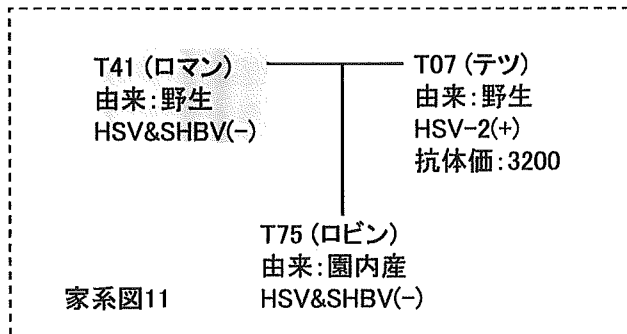 T41 (ロマン)
由来:野生
HSV&SHBV(-)
T07 (テツ)
由来:野生
HSV-2(+)
抗体価:3200
T75 (ロビン)
由来:園内産
HSV&SHBV(-)
家系図11